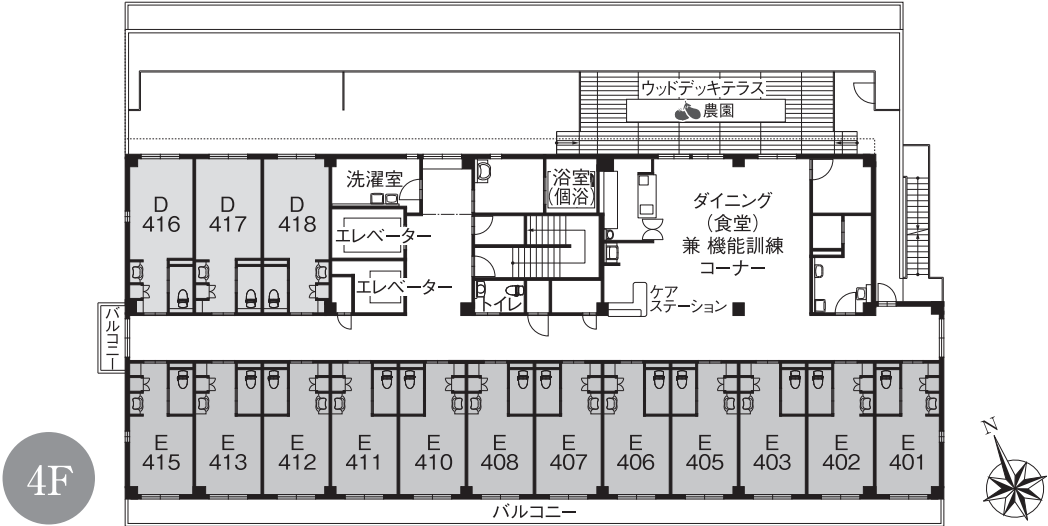 ウッドデッキテラス
農園
D
416
D
417
D
418
洗濯室
浴室
(個浴)
エレベーター
エレベーター
トイレ
ダイニング
(食堂)
兼 機能訓練
コーナー
ケア
ステーション
バルコニー
E
415
E
413
E
412
E
411
E
410
E
408
E
407
E
406
E
405
E
403
E
402
E
401
バルコニー
4F
N